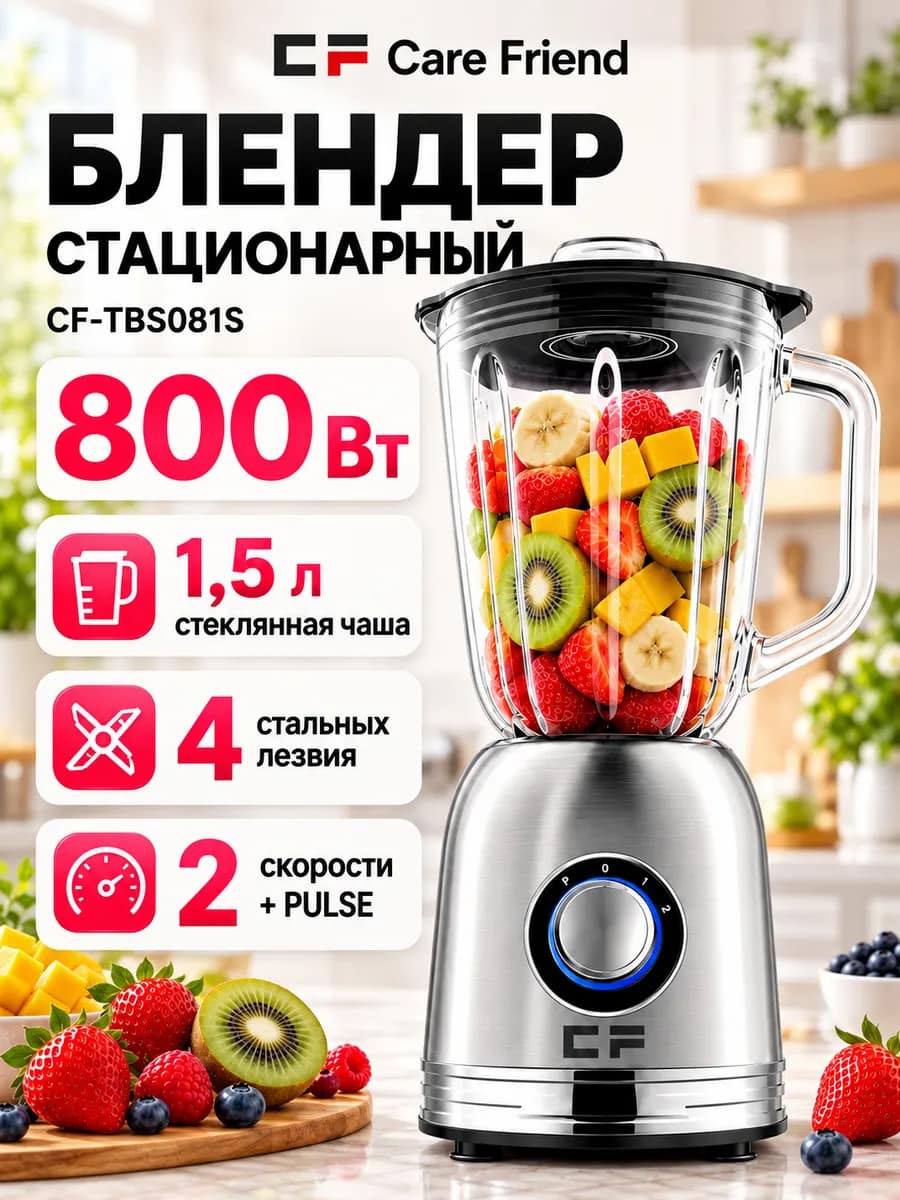 CF Care Friend
БЛЕНДЕР
СТАЦИОНАРНЫЙ
CF-TBS081S
800 Вт
1,5 л
стеклянная чаша
4 стальных
лезвия
2 скорости
+ PULSE
P 0 1 2
CF